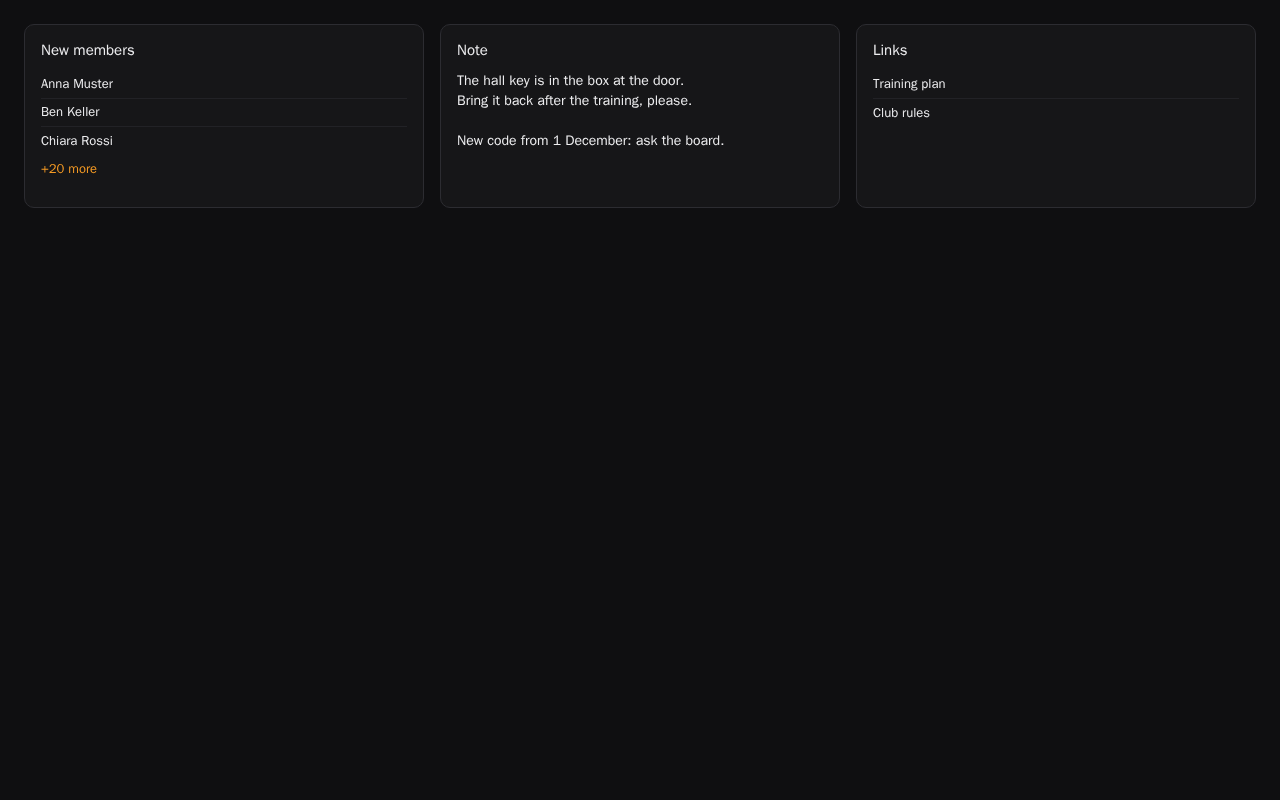 New members
Anna Muster
Ben Keller
Chiara Rossi
+20 more
Note
The hall key is in the box at the door.
Bring it back after the training, please.
New code from 1 December: ask the board.
Links
Training plan
Club rules